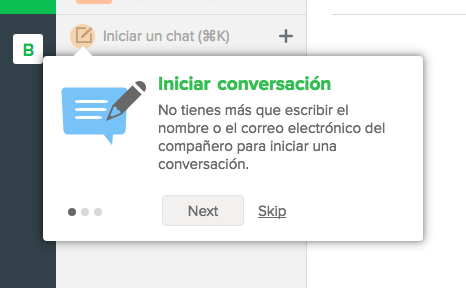 Iniciar un chat (⌘K) +
B
Iniciar conversación
No tienes más que escribir el
nombre o el correo electrónico del
compañero para iniciar una
conversación.
Next Skip